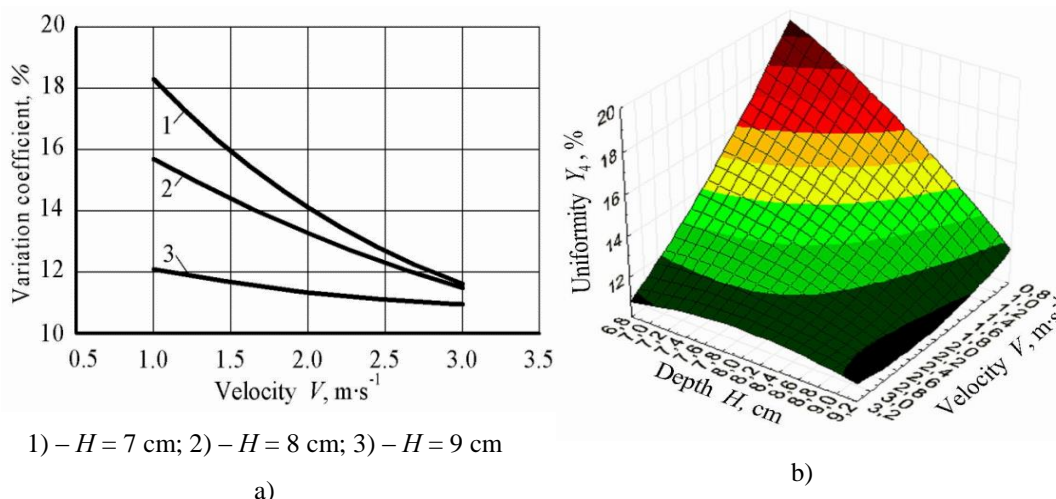 20
18
16
14
12
10
Variation coefficient, %
1
2
3
0.5 1.0 1.5 2.0 2.5 3.0 3.5
Velocity V, m·s⁻¹
1) – H = 7 cm; 2) – H = 8 cm; 3) – H = 9 cm
a)
20
18
16
14
12
Uniformity Y₄, %
Depth H, cm
Velocity V, m·s
b)